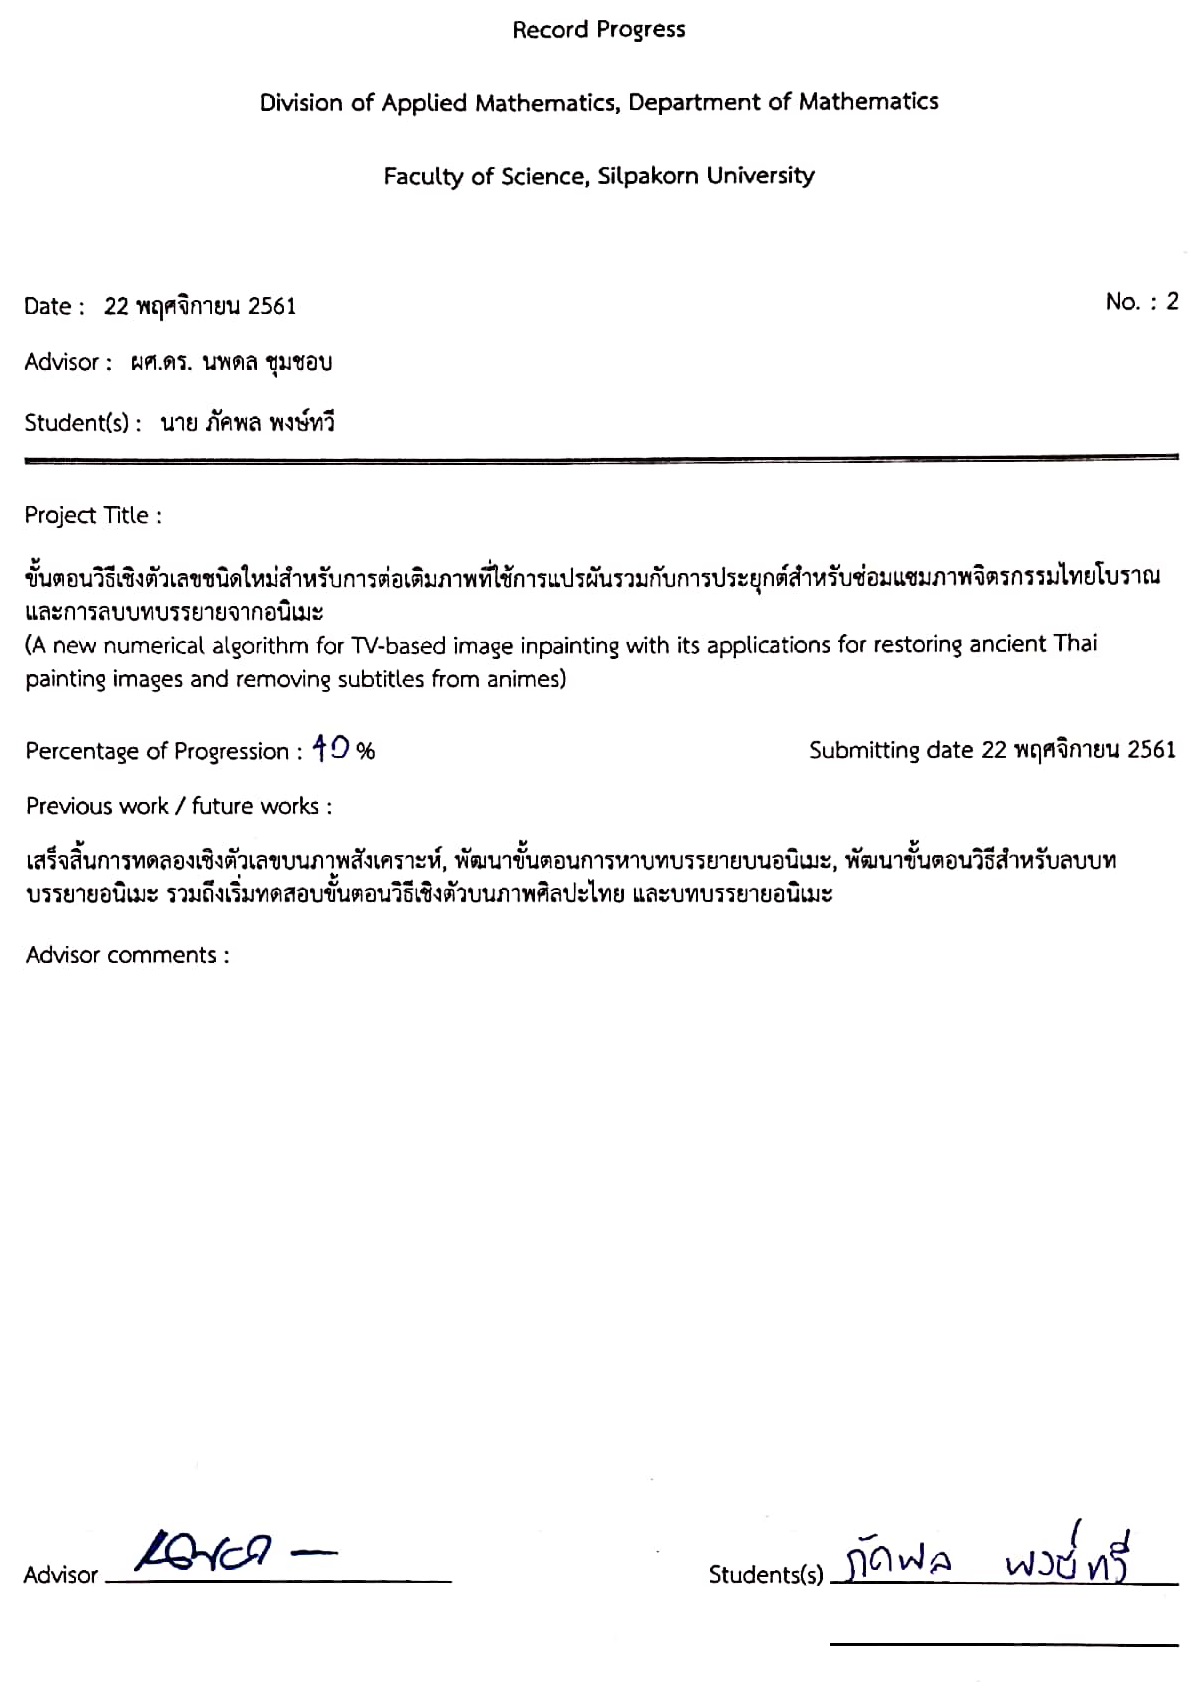 Record Progress
Division of Applied Mathematics, Department of Mathematics
Faculty of Science, Silpakorn University
Date : 22 พฤศจิกายน 2561
No. : 2
Advisor : ผศ.ดร. นพดล ชุมชอบ
Student(s) : นาย ภัคพล พงษ์ทวี
Project Title :
ขั้นตอนวิธีเชิงตัวเลขชนิดใหม่สำหรับการต่อเติมภาพที่ใช้การแปรผันรวมกับการประยุกต์สำหรับซ่อมแซมภาพจิตรกรรมไทยโบราณ
และการลบบทบรรยายจากอนิเมะ
(A new numerical algorithm for TV-based image inpainting with its applications for restoring ancient Thai
painting images and removing subtitles from animes)
Percentage of Progression : 40 %
Submitting date 22 พฤศจิกายน 2561
Previous work / future works :
เสร็จสิ้นการทดลองเชิงตัวเลขบนภาพสังเคราะห์, พัฒนาขั้นตอนการหาบทบรรยายบนอนิเมะ, พัฒนาขั้นตอนวิธีสำหรับลบบท
บรรยายอนิเมะ รวมถึงเริ่มทดสอบขั้นตอนวิธีเชิงตัวบนภาพศิลปะไทย และบทบรรยายอนิเมะ
Advisor comments :
Advisor
Students(s) ภัคพล พงษ์ทวี